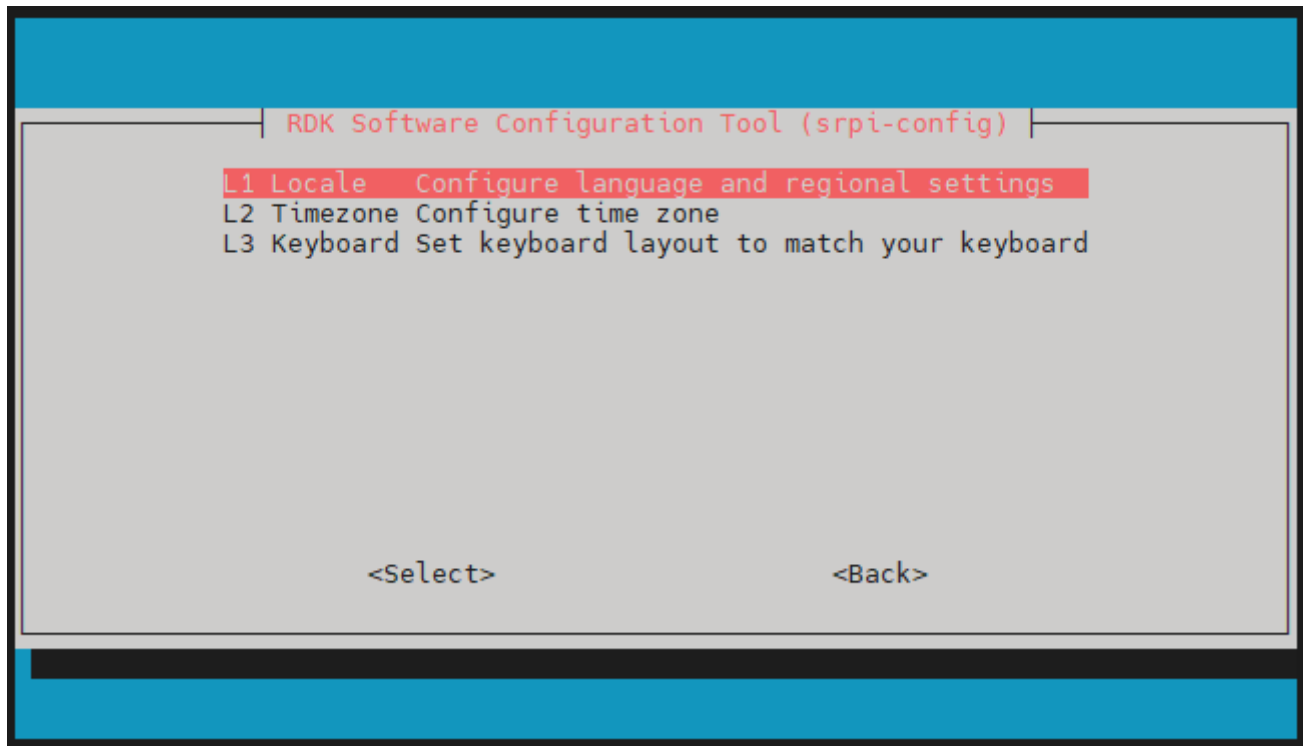 RDK Software Configuration Tool (srpi-config)
L1 Locale   Configure language and regional settings
L2 Timezone Configure time zone
L3 Keyboard Set keyboard layout to match your keyboard
<Select> <Back>